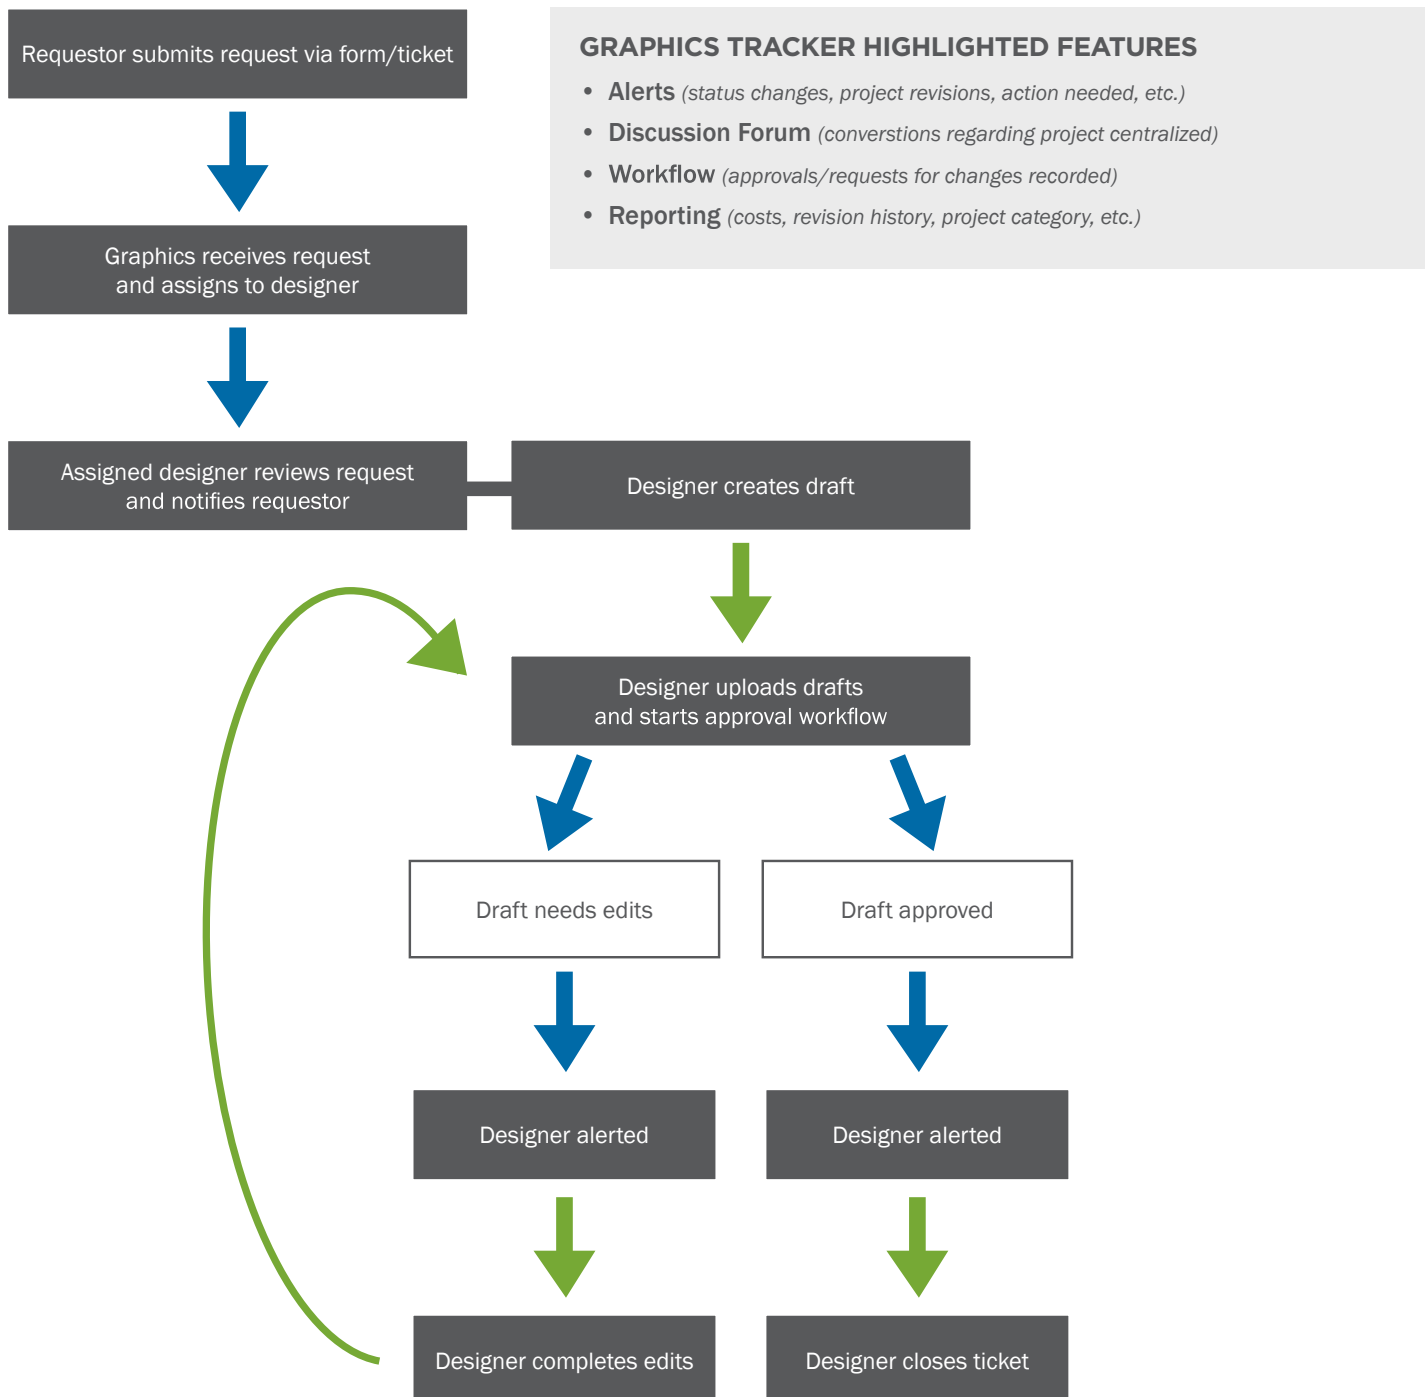 Requestor submits request via form/ticket
GRAPHICS TRACKER HIGHLIGHTED FEATURES
• Alerts (status changes, project revisions, action needed, etc.)
• Discussion Forum (converstions regarding project centralized)
• Workflow (approvals/requests for changes recorded)
• Reporting (costs, revision history, project category, etc.)
Graphics receives request
and assigns to designer
Assigned designer reviews request
and notifies requestor
Designer creates draft
Designer uploads drafts
and starts approval workflow
Draft needs edits
Draft approved
Designer alerted
Designer alerted
Designer completes edits
Designer closes ticket